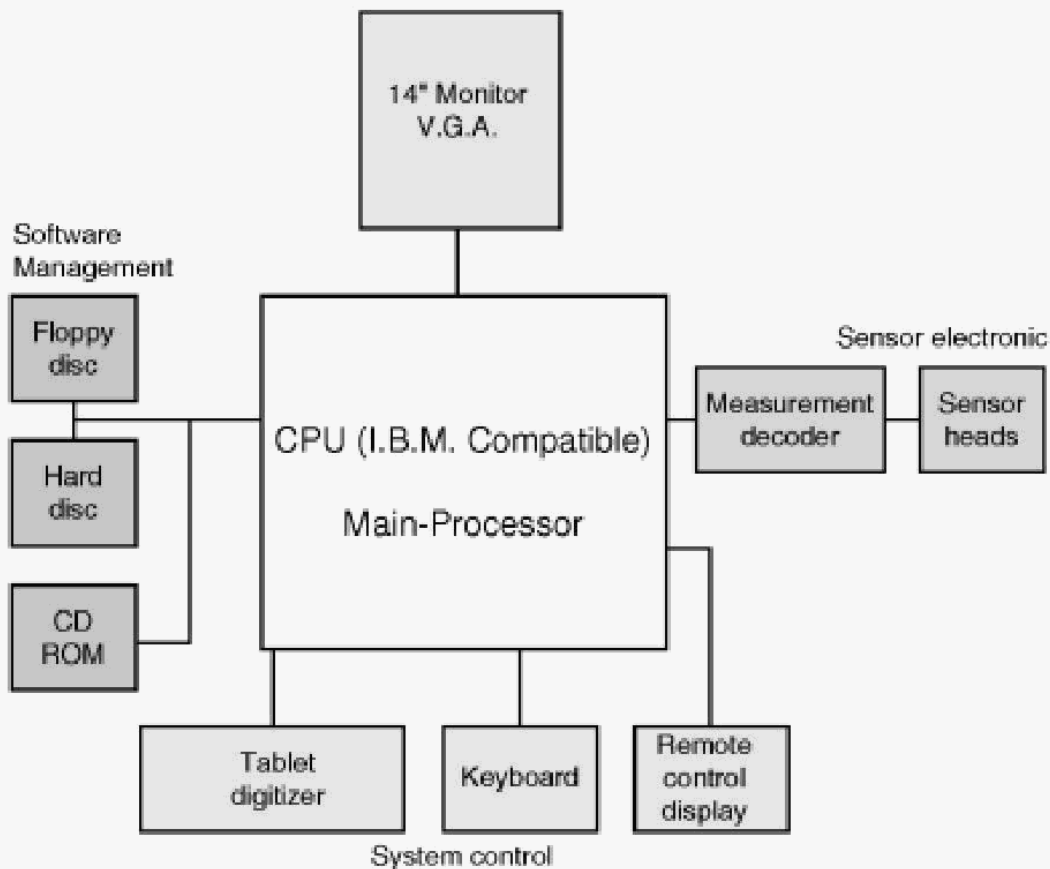 14" Monitor
V.G.A.
Software
Management
Floppy
disc
Sensor electronic
Measurement
decoder
Sensor
heads
CPU (I.B.M. Compatible)
Main-Processor
Hard
disc
CD
ROM
Tablet
digitizer
Keyboard
Remote
control
display
System control